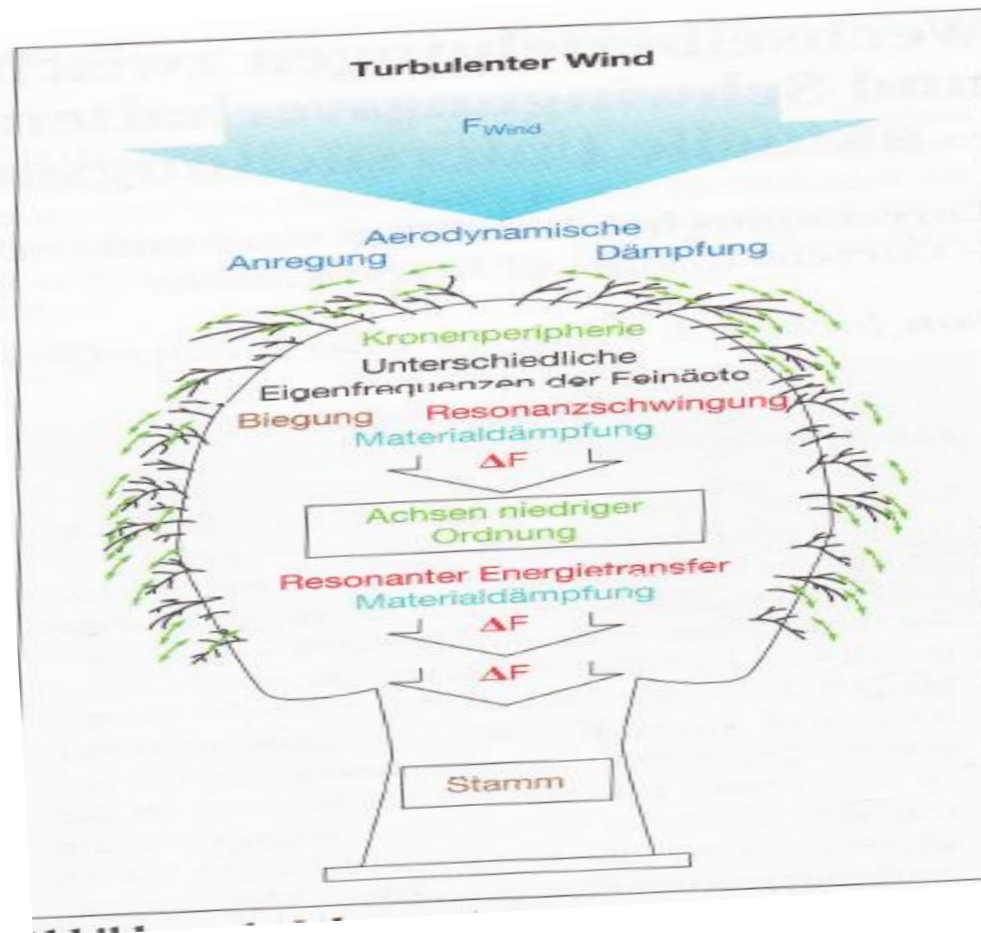 Turbulenter Wind
FWind
Aerodynamische
Anregung Dämpfung
Kronenperipherie
Unterschiedliche
Eigenfrequenzen der Feinäste
Biegung Resonanzschwingung
Materialdämpfung
ΔF
Achsen niedriger
Ordnung
Resonanter Energietransfer
Materialdämpfung
ΔF
ΔF
Stamm